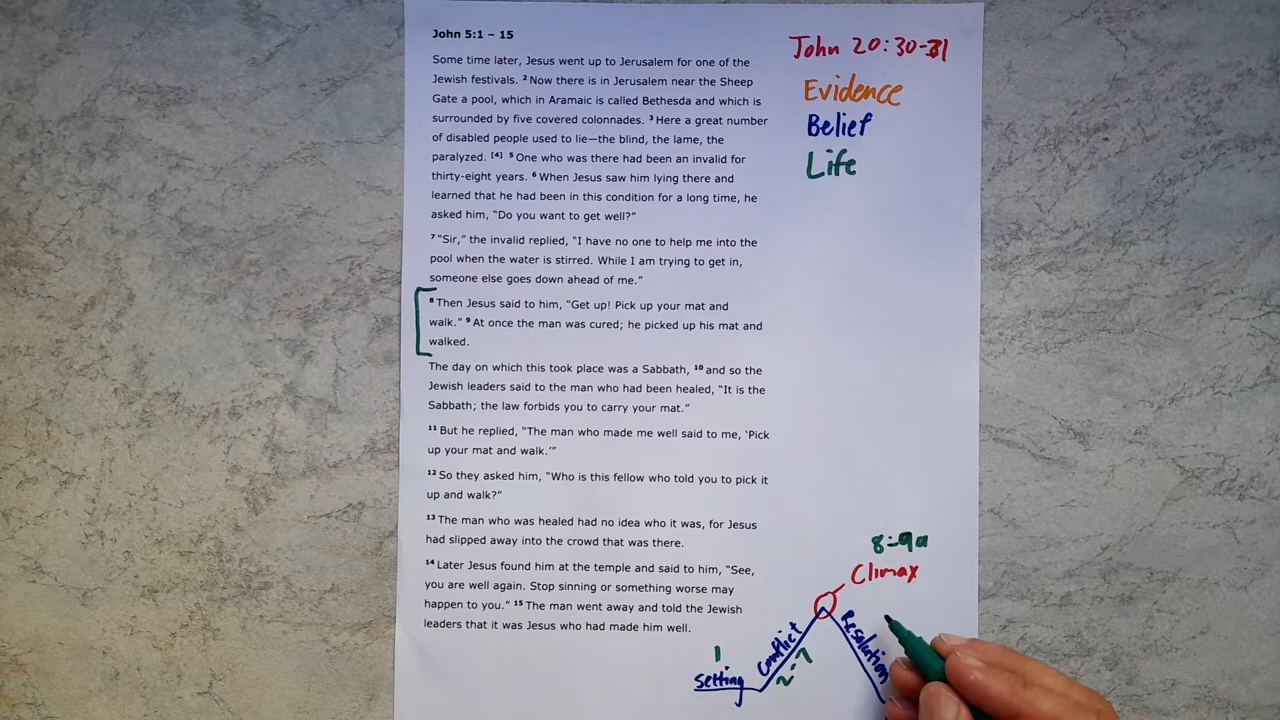 John 5:1 – 15
Some time later, Jesus went up to Jerusalem for one of the
Jewish festivals. ² Now there is in Jerusalem near the Sheep
Gate a pool, which in Aramaic is called Bethesda and which is
surrounded by five covered colonnades. ³ Here a great number
of disabled people used to lie—the blind, the lame, the
paralyzed. [4] ⁵ One who was there had been an invalid for
thirty-eight years. ⁶ When Jesus saw him lying there and
learned that he had been in this condition for a long time, he
asked him, “Do you want to get well?”
⁷ “Sir,” the invalid replied, “I have no one to help me into the
pool when the water is stirred. While I am trying to get in,
someone else goes down ahead of me.”
⁸ Then Jesus said to him, “Get up! Pick up your mat and
walk.” ⁹ At once the man was cured; he picked up his mat and
walked.
The day on which this took place was a Sabbath, ¹⁰ and so the
Jewish leaders said to the man who had been healed, “It is the
Sabbath; the law forbids you to carry your mat.”
¹¹ But he replied, “The man who made me well said to me, ‘Pick
up your mat and walk.’”
¹² So they asked him, “Who is this fellow who told you to pick it
up and walk?”
¹³ The man who was healed had no idea who it was, for Jesus
had slipped away into the crowd that was there.
¹⁴ Later Jesus found him at the temple and said to him, “See,
you are well again. Stop sinning or something worse may
happen to you.” ¹⁵ The man went away and told the Jewish
leaders that it was Jesus who had made him well.
John 20:30-31
Evidence
Belief
Life
8-9a
Climax
1
Setting
Conflict
2-7
Resolution